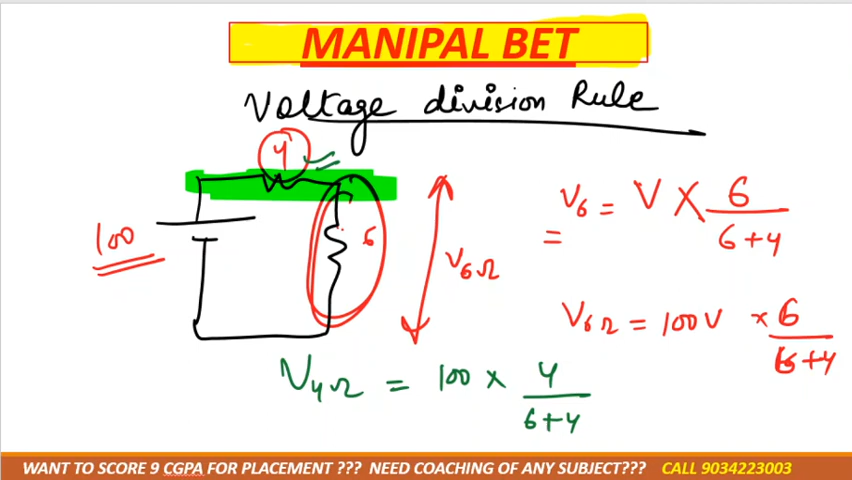 MANIPAL BET
Voltage division Rule
4
100
6
V6Ω
V6 = V X 6/(6+4)
=
V6Ω = 100V x 6/(6+4)
V4Ω = 100 x 4/(6+4)
WANT TO SCORE 9 CGPA FOR PLACEMENT ??? NEED COACHING OF ANY SUBJECT??? CALL 9034223003